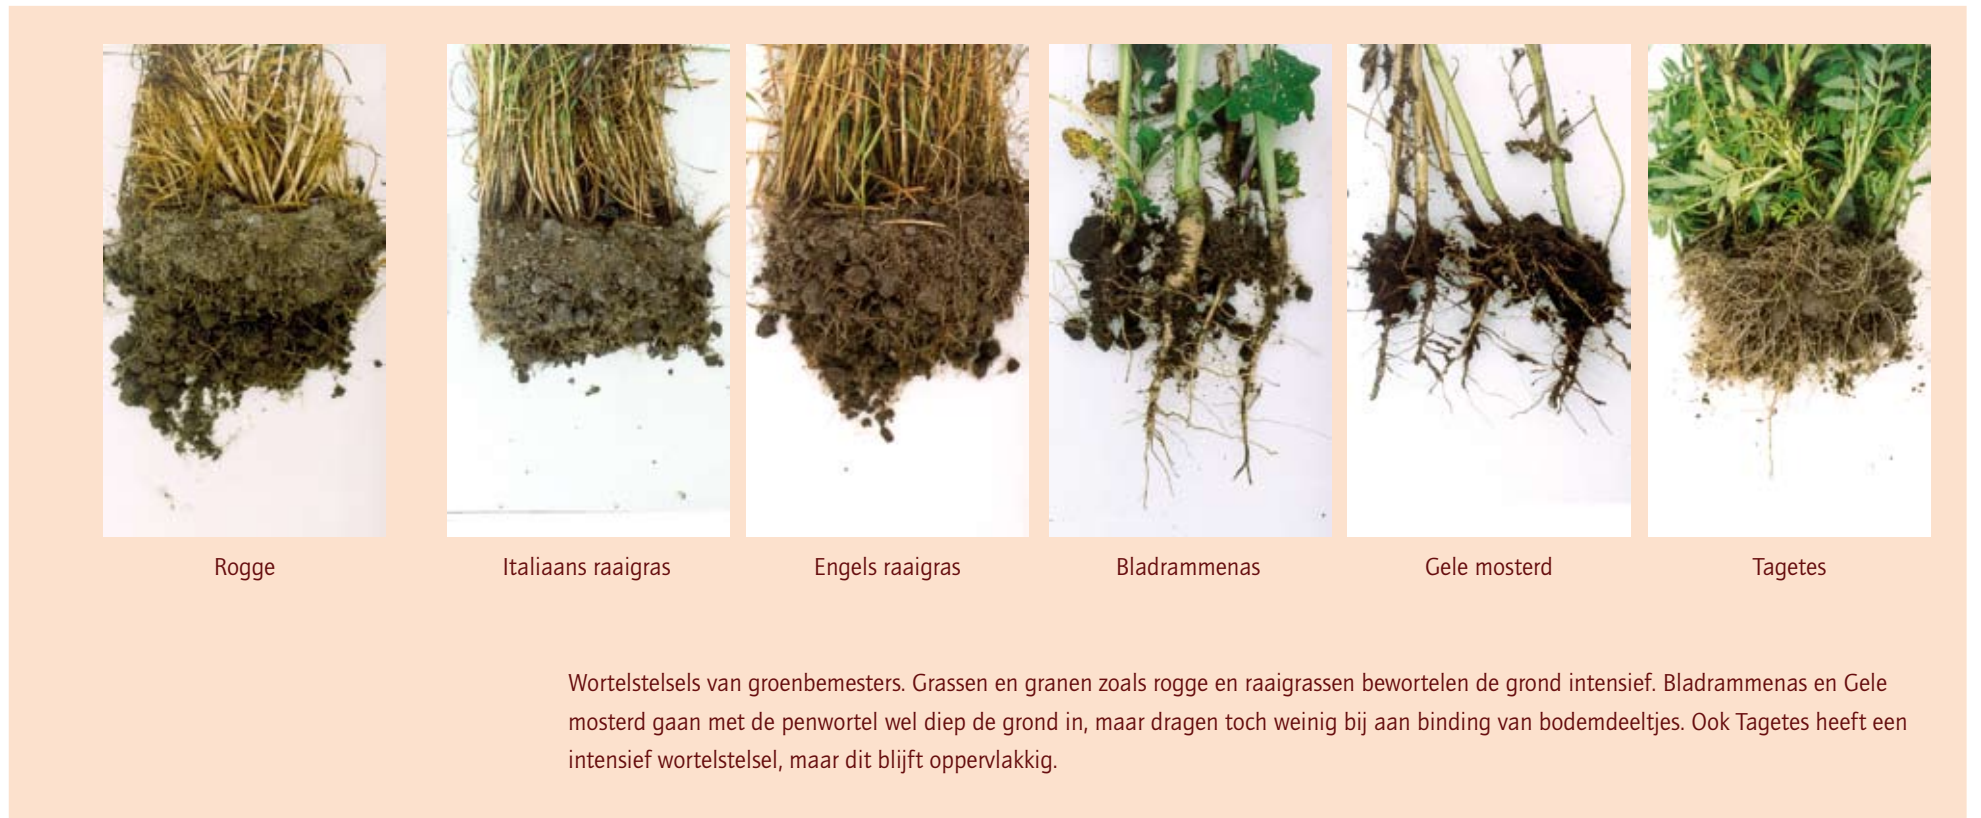 Rogge
Italiaans raaigras
Engels raaigras
Bladrammenas
Gele mosterd
Tagetes
Wortelstelsels van groenbemesters. Grassen en granen zoals rogge en raaigrassen bewortelen de grond intensief. Bladrammenas en Gele
mosterd gaan met de penwortel wel diep de grond in, maar dragen toch weinig bij aan binding van bodemdeeltjes. Ook Tagetes heeft een
intensief wortelstelsel, maar dit blijft oppervlakkig.